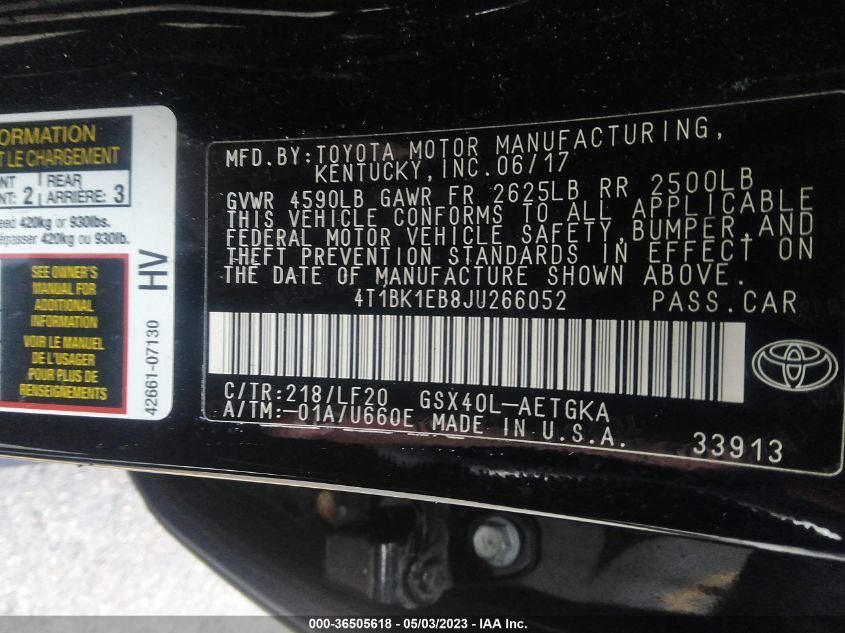 ORMATION
T LE CHARGEMENT
NT REAR
NT: 2 ARRIÈRE: 3
eed 420kg or 930lbs.
épasser 420kg ou 930lb.
SEE OWNER'S
MANUAL FOR
ADDITIONAL
INFORMATION
VOIR LE MANUEL
DE L'USAGER
POUR PLUS DE
RENSEIGNEMENTS
HV
42661-07130
MFD.BY:TOYOTA MOTOR MANUFACTURING,
KENTUCKY,INC.06/17
GVWR 4590LB GAWR FR 2625LB RR 2500LB
THIS VEHICLE CONFORMS TO ALL APPLICABLE
FEDERAL MOTOR VEHICLE SAFETY,BUMPER,AND
THEFT PREVENTION STANDARDS IN EFFECT ON
THE DATE OF MANUFACTURE SHOWN ABOVE.
4T1BK1EB8JU266052 PASS.CAR
C/TR:218/LF20 GSX40L-AETGKA
A/TM:-01A/U660E MADE IN U.S.A.
33913
000-36505618 - 05/03/2023 - IAA Inc.